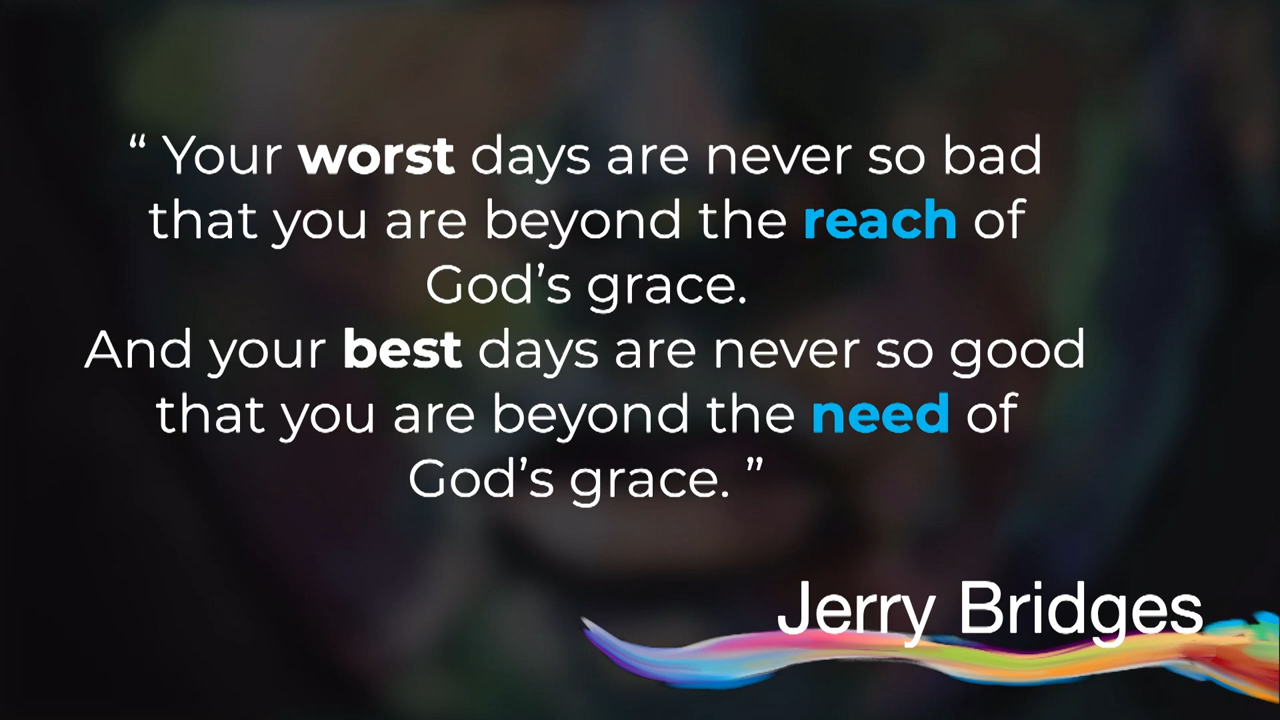 “ Your worst days are never so bad
that you are beyond the reach of
God’s grace.
And your best days are never so good
that you are beyond the need of
God’s grace. ”
Jerry Bridges